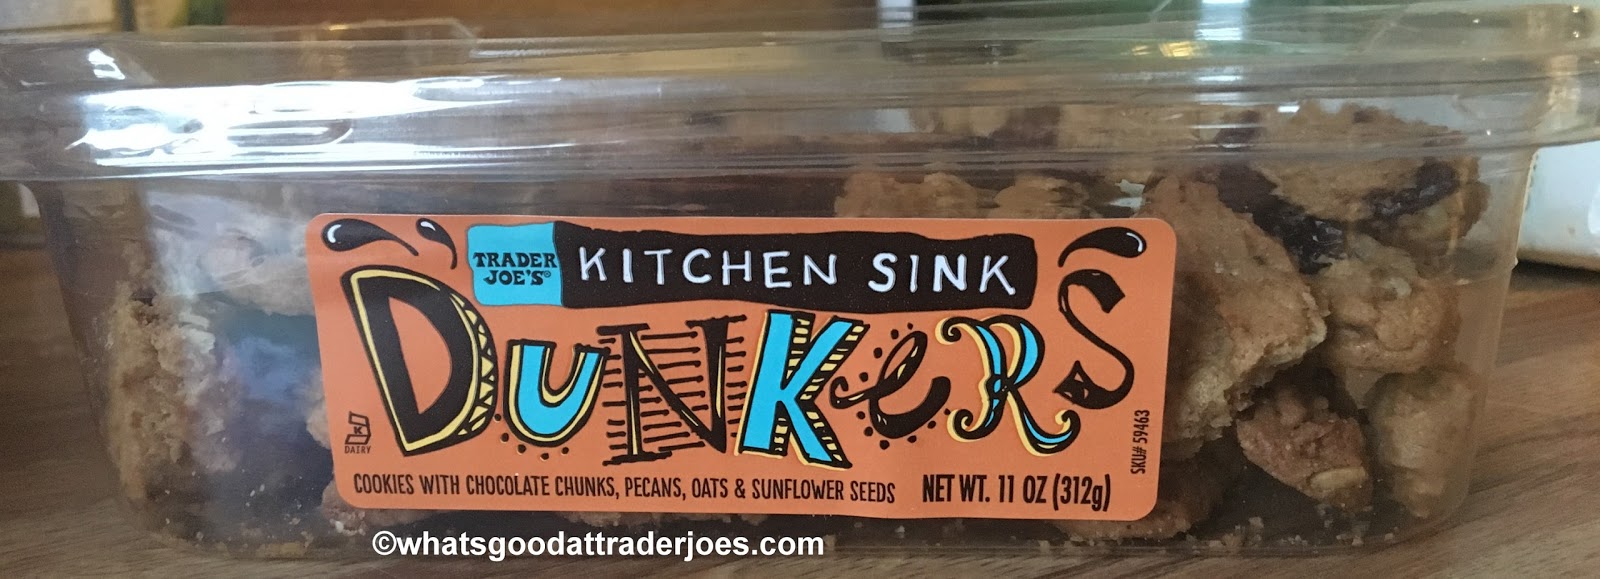 TRADER JOE'S®
KITCHEN SINK
DUNKERS
K
DAIRY
COOKIES WITH CHOCOLATE CHUNKS, PECANS, OATS & SUNFLOWER SEEDS
NET WT. 11 OZ (312g)
SKU# 59463
©whatsgoodattraderjoes.com